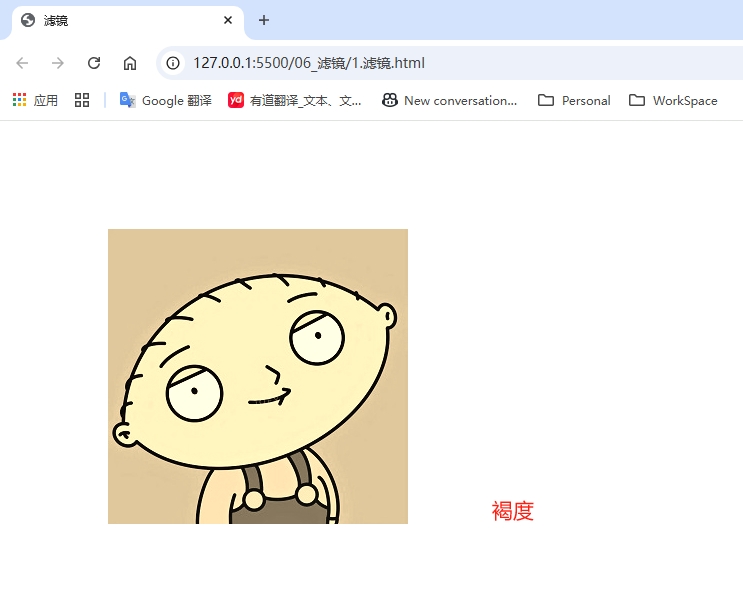 滤镜
127.0.0.1:5500/06_滤镜/1.滤镜.html
应用 Google 翻译 yd 有道翻译_文本、文... New conversation... Personal WorkSpace
褐度